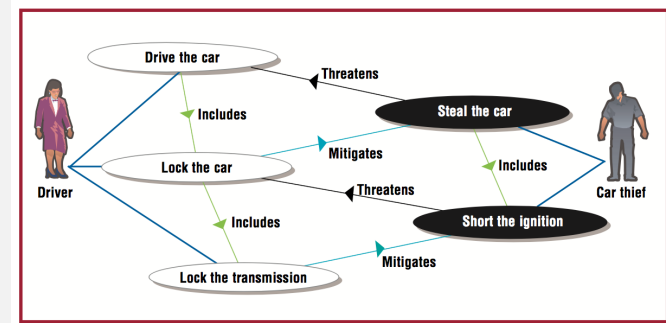 Drive the car
Threatens
Steal the car
Includes
Mitigates
Lock the car
Includes
Driver
Threatens
Car thief
Short the ignition
Includes
Mitigates
Lock the transmission